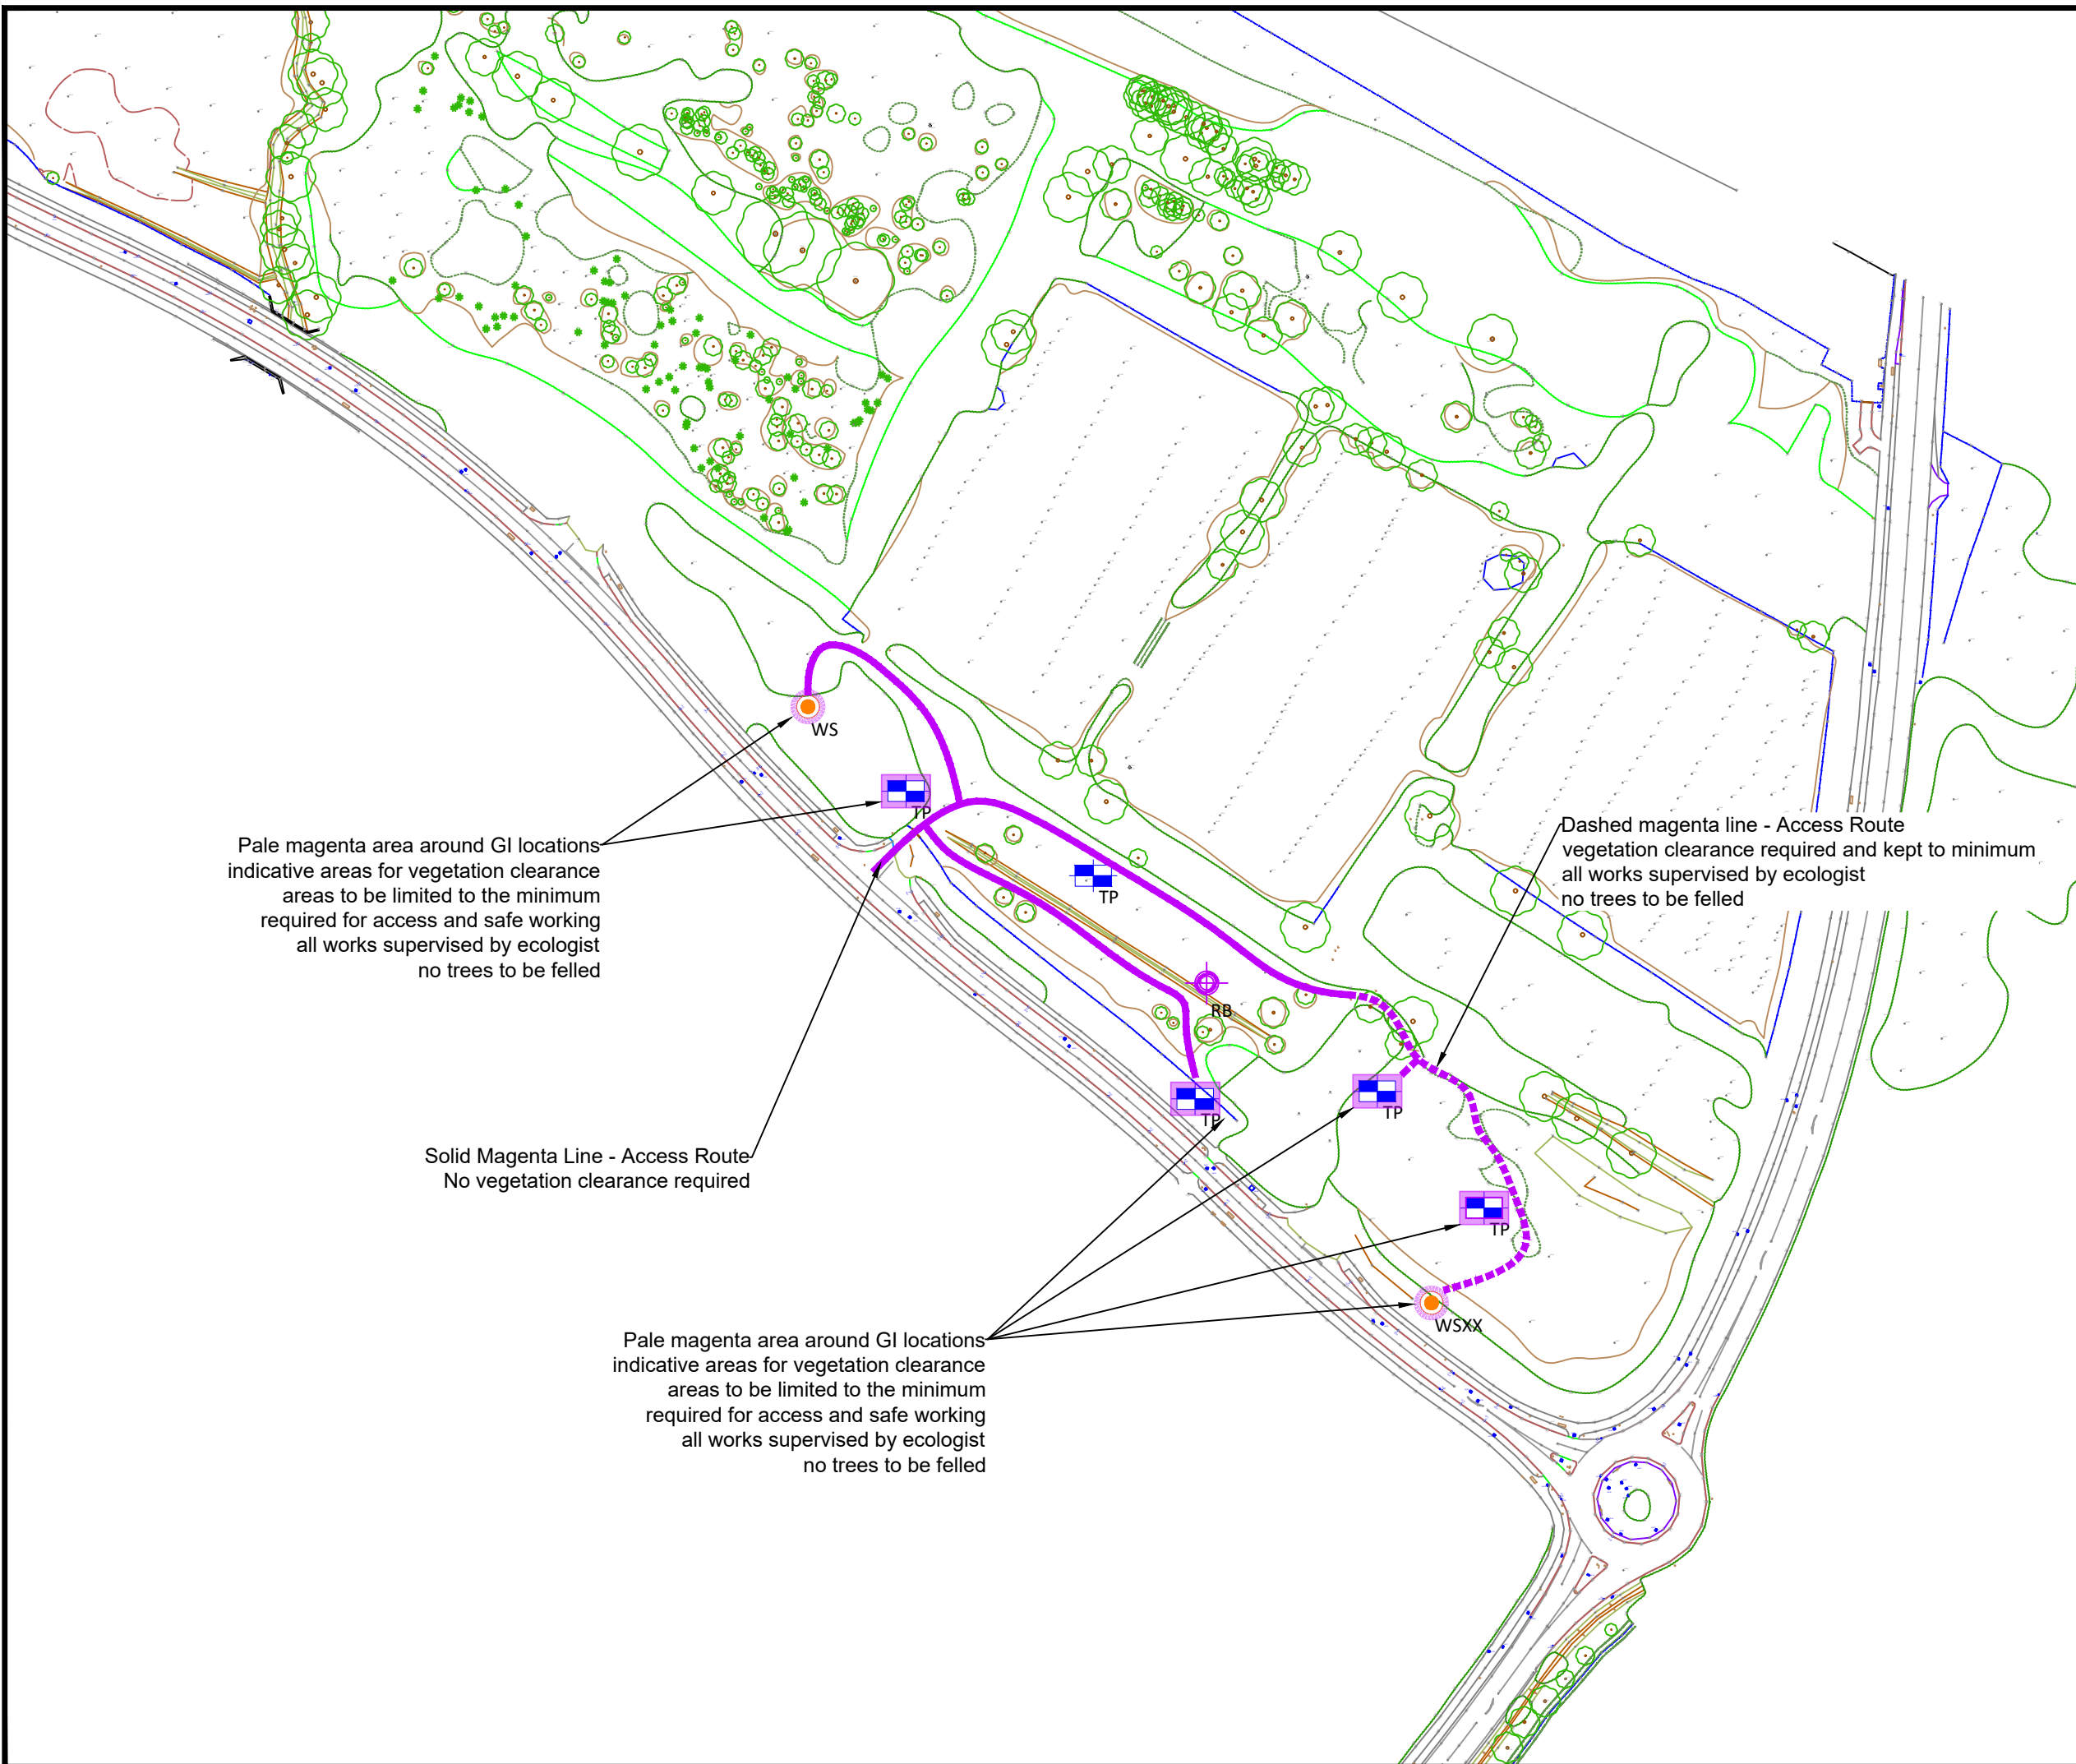 WS
TP
Pale magenta area around GI locations
indicative areas for vegetation clearance
areas to be limited to the minimum
required for access and safe working
all works supervised by ecologist
no trees to be felled
Dashed magenta line - Access Route
vegetation clearance required and kept to minimum
all works supervised by ecologist
no trees to be felled
TP
RB
TP
TP
Solid Magenta Line - Access Route
No vegetation clearance required
TP
WSXX
Pale magenta area around GI locations
indicative areas for vegetation clearance
areas to be limited to the minimum
required for access and safe working
all works supervised by ecologist
no trees to be felled